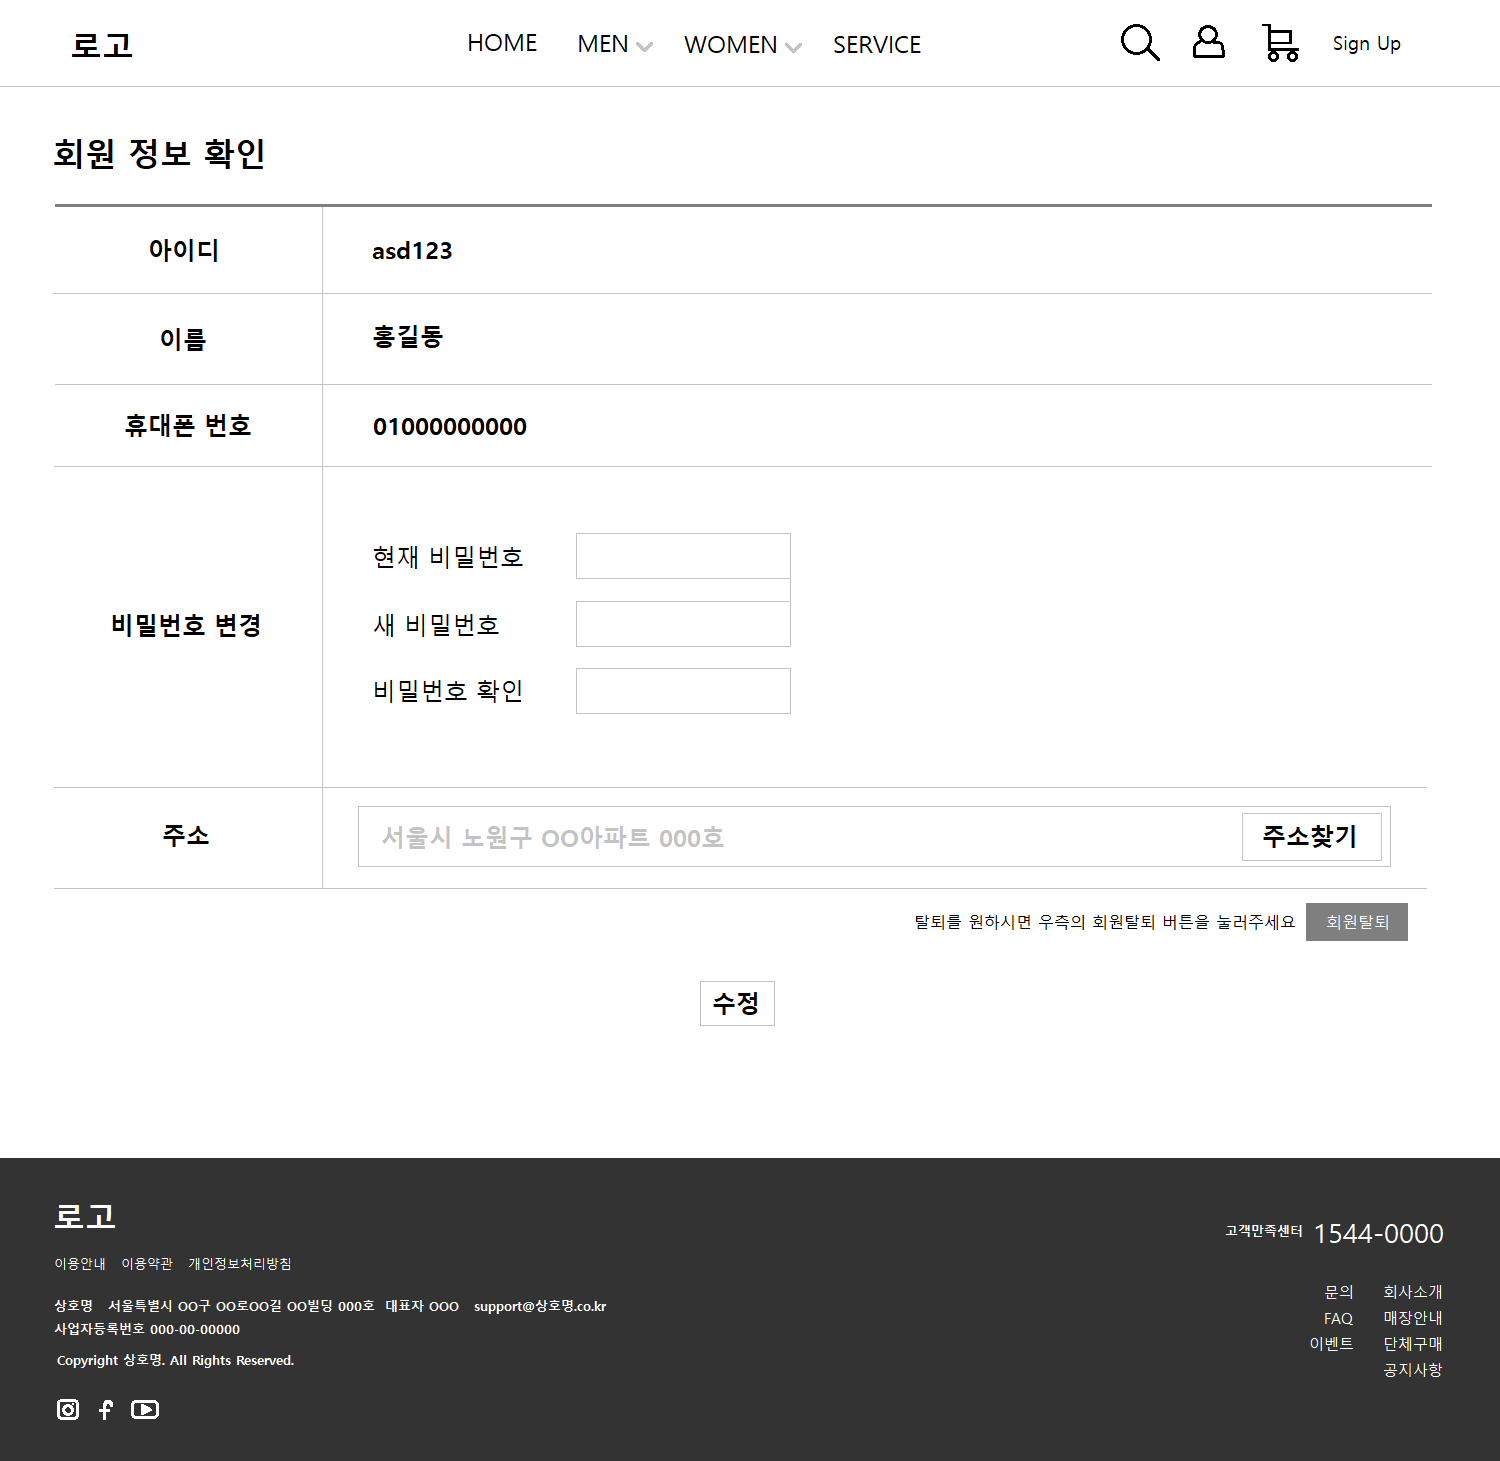 로고
HOME MEN WOMEN SERVICE
Sign Up
회원 정보 확인
아이디 asd123
이름 홍길동
휴대폰 번호 01000000000
비밀번호 변경
현재 비밀번호
새 비밀번호
비밀번호 확인
주소 서울시 노원구 OO아파트 000호 주소찾기
탈퇴를 원하시면 우측의 회원탈퇴 버튼을 눌러주세요 회원탈퇴
수정
로고
이용안내 이용약관 개인정보처리방침
상호명 서울특별시 OO구 OO로OO길 OO빌딩 000호 대표자 OOO support@상호명.co.kr
사업자등록번호 000-00-00000
Copyright 상호명. All Rights Reserved.
고객만족센터 1544-0000
문의 회사소개
FAQ 매장안내
이벤트 단체구매
공지사항